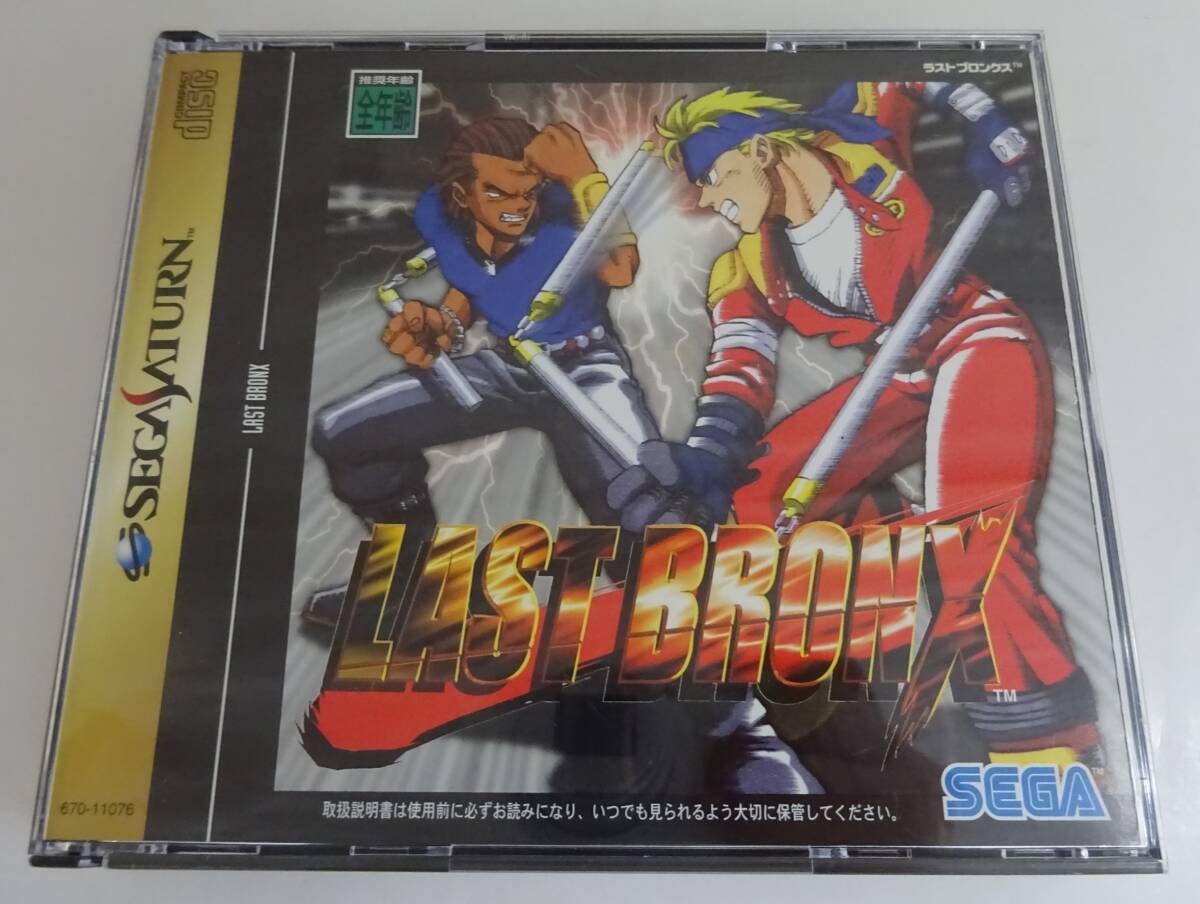 COMPACT
disc
SEGA SATURN™
670-11076
LAST BRONX
推奨年齢
全年齢
ラストブロンクス™
LAST BRONX
TM
SEGA™
取扱説明書は使用前に必ずお読みになり、いつでも見られるよう大切に保管してください。